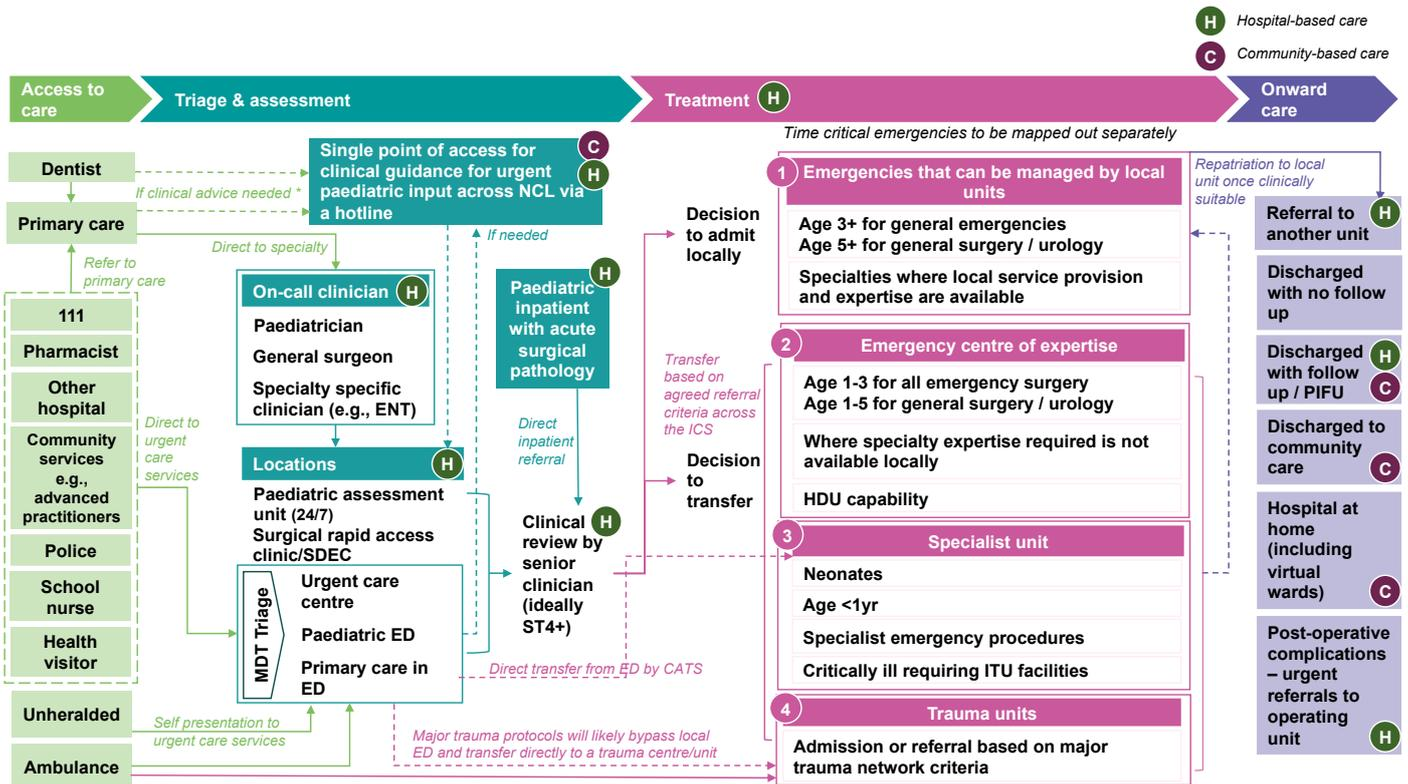 H
Hospital-based care
C
Community-based care
Access to
care
Triage & assessment
Treatment
H
Onward
care
Time critical emergencies to be mapped out separately
Dentist
If clinical advice needed *
Primary care
Refer to
primary care
111
Pharmacist
Other
hospital
Community
services
e.g.,
advanced
practitioners
Police
School
nurse
Health
visitor
Unheralded
Ambulance
Direct to
urgent
care
services
Self presentation to
urgent care services
Single point of access for
clinical guidance for urgent
paediatric input across NCL via
a hotline
C
H
Direct to specialty
If needed
On-call clinician
H
Paediatrician
General surgeon
Specialty specific
clinician (e.g., ENT)
Locations
H
Paediatric assessment
unit (24/7)
Surgical rapid access
clinic/SDEC
MDT Triage
Urgent care
centre
Paediatric ED
Primary care in
ED
H
Paediatric
inpatient
with acute
surgical
pathology
Direct
inpatient
referral
Clinical
review by
senior
clinician
(ideally
ST4+)
H
Direct transfer from ED by CATS
Major trauma protocols will likely bypass local
ED and transfer directly to a trauma centre/unit
Decision
to admit
locally
Transfer
based on
agreed referral
criteria across
the ICS
Decision
to
transfer
1
Emergencies that can be managed by local
units
Age 3+ for general emergencies
Age 5+ for general surgery / urology
Specialties where local service provision
and expertise are available
2
Emergency centre of expertise
Age 1-3 for all emergency surgery
Age 1-5 for general surgery / urology
Where specialty expertise required is not
available locally
HDU capability
3
Specialist unit
Neonates
Age <1yr
Specialist emergency procedures
Critically ill requiring ITU facilities
4
Trauma units
Admission or referral based on major
trauma network criteria
Repatriation to local
unit once clinically
suitable
Referral to
another unit
H
Discharged
with no follow
up
Discharged
with follow
up / PIFU
H
C
Discharged to
community
care
C
Hospital at
home
(including
virtual
wards)
C
Post-operative
complications
– urgent
referrals to
operating
unit
H